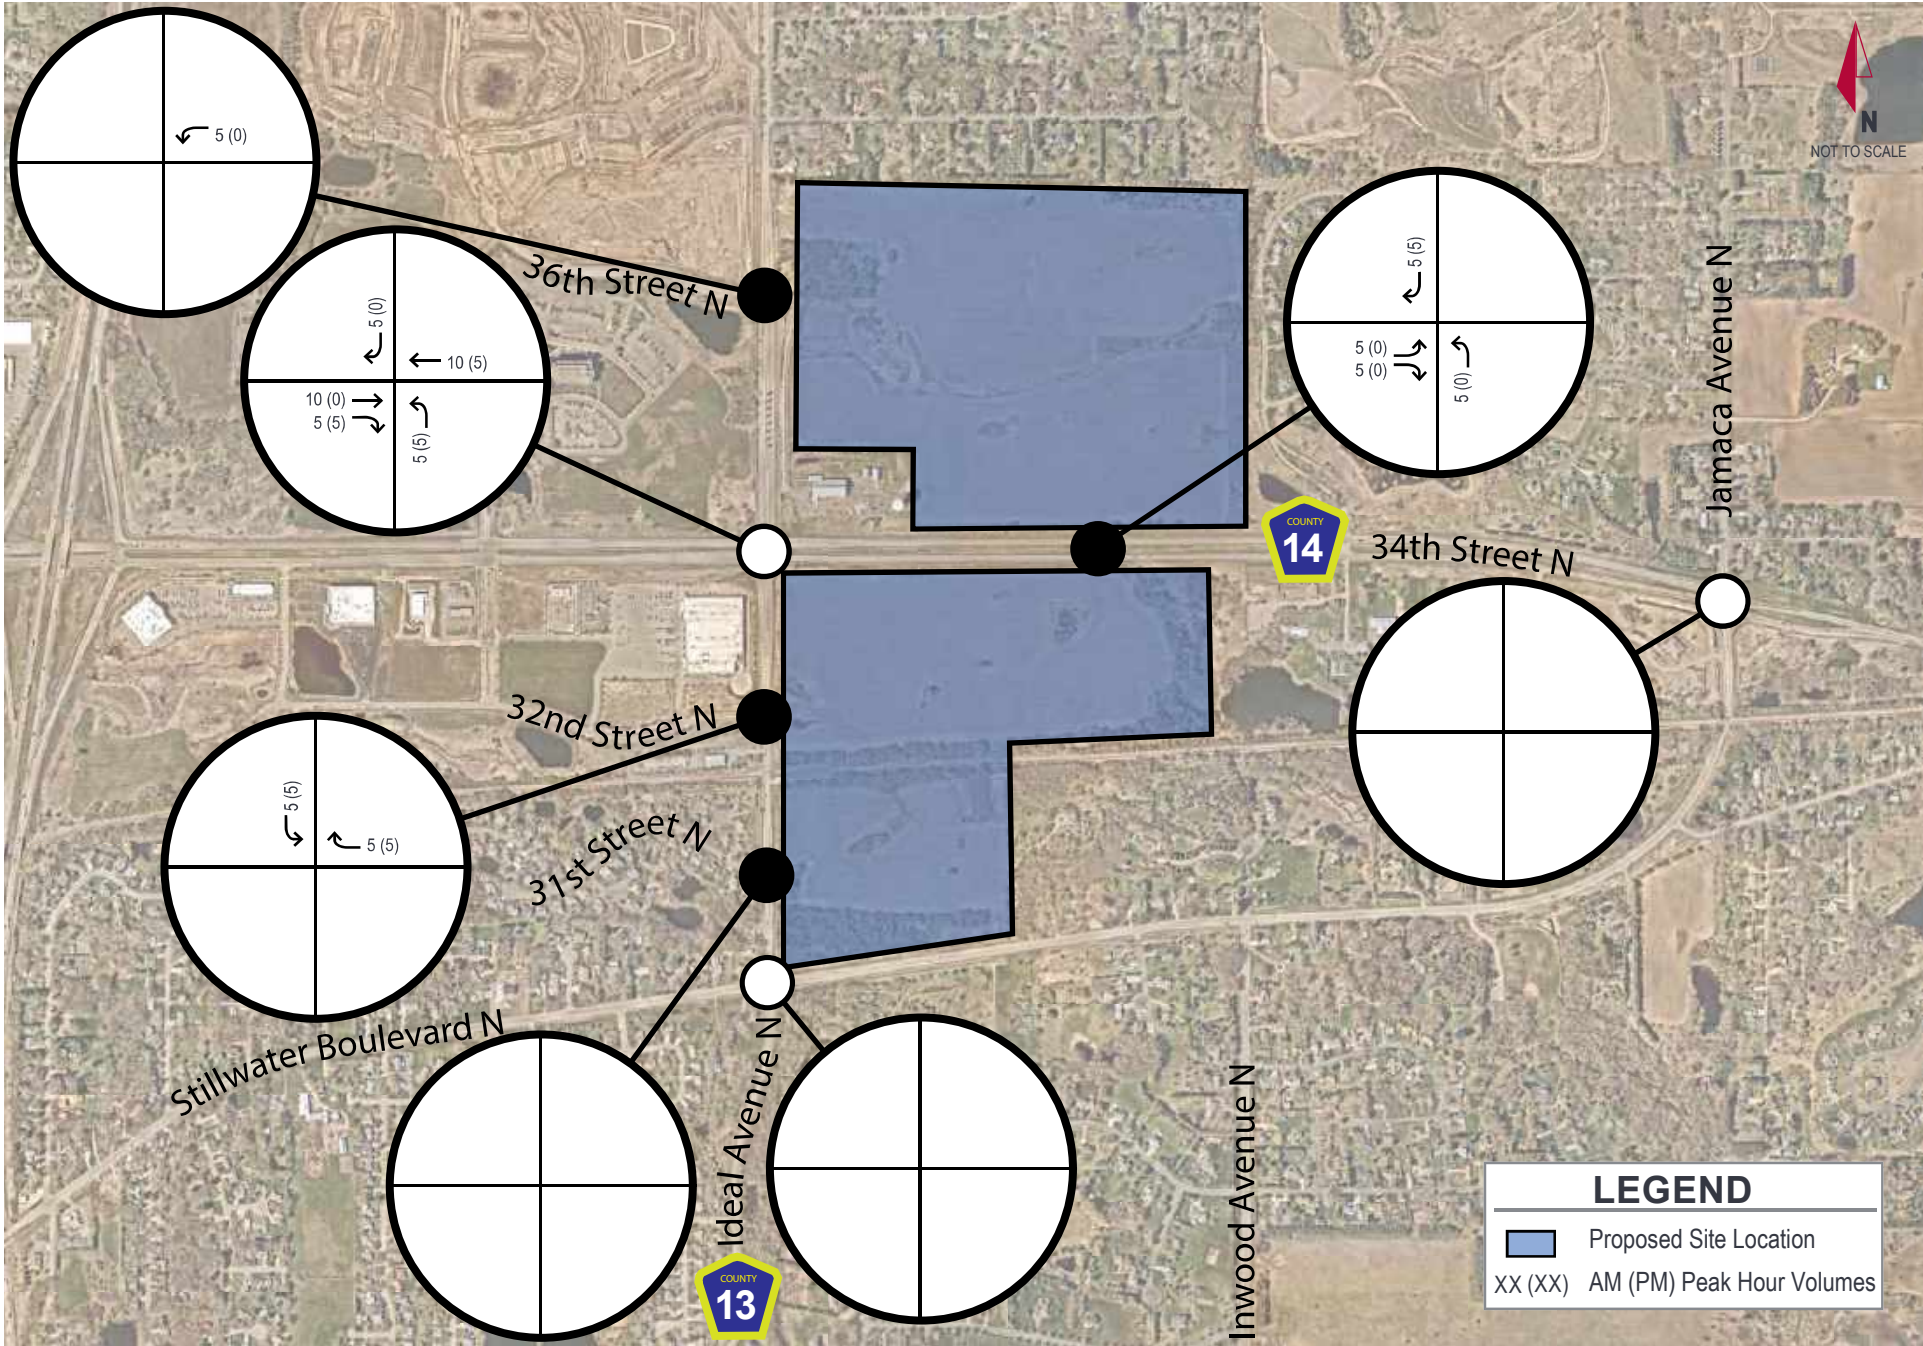 5 (0)
N
NOT TO SCALE
36th Street N
5 (0)
10 (5)
10 (0)
5 (5)
5 (5)
5 (5)
5 (0)
5 (0)
5 (0)
Jamaca Avenue N
COUNTY
14
34th Street N
32nd Street N
5 (5)
5 (5)
31st Street N
Stillwater Boulevard N
Ideal Avenue N
COUNTY
13
Inwood Avenue N
LEGEND
Proposed Site Location
XX (XX) AM (PM) Peak Hour Volumes